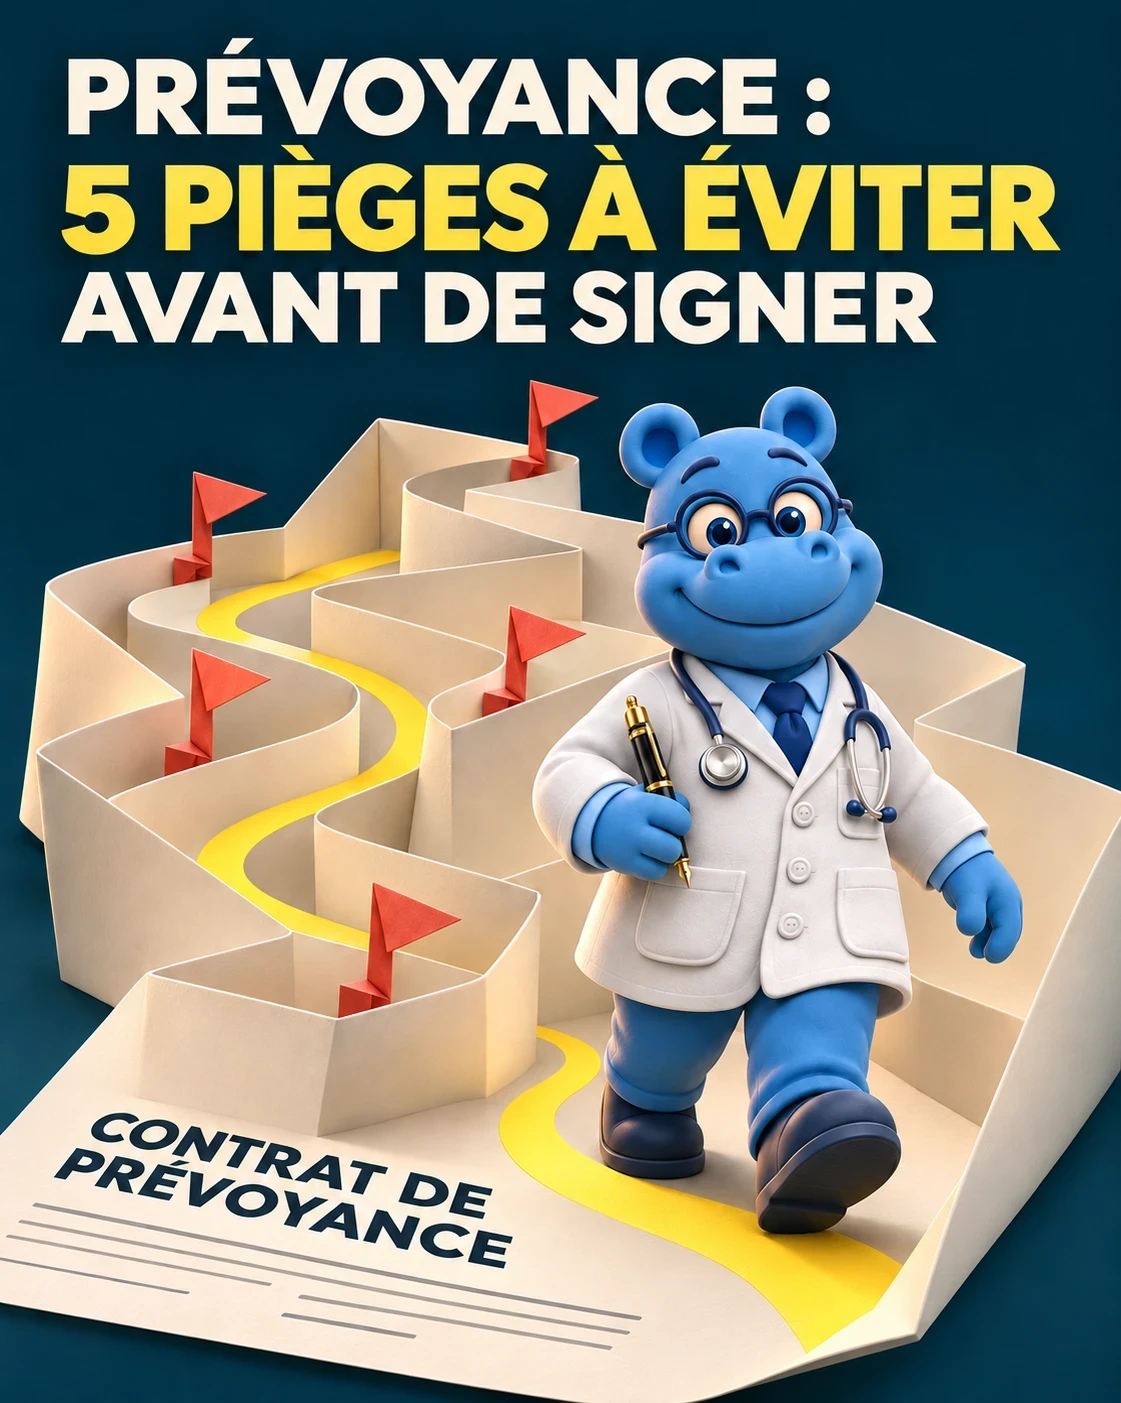 PRÉVOYANCE :
5 PIÈGES À ÉVITER
AVANT DE SIGNER
CONTRAT DE
PRÉVOYANCE